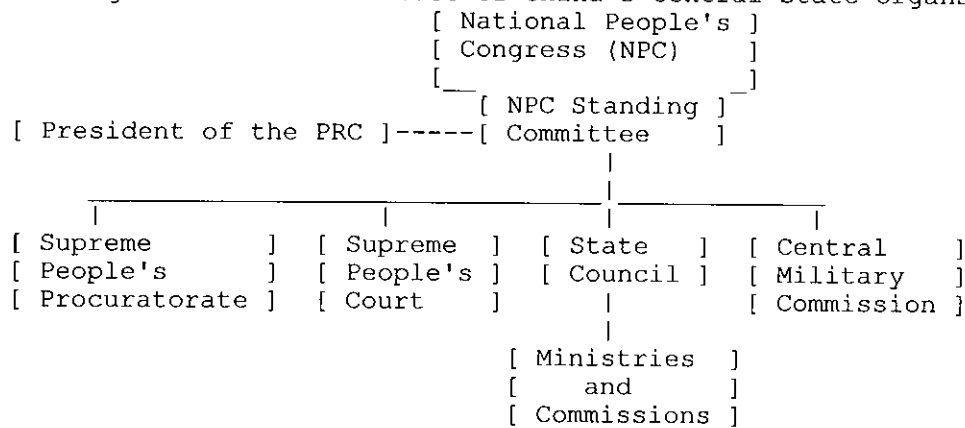 [ National People's ]
[ Congress (NPC) ]
[ NPC Standing ]
[ President of the PRC ]-----[ Committee ]
[ Supreme ] [ Supreme ] [ State ] [ Central ]
[ People's ] [ People's ] [ Council ] [ Military ]
[ Procuratorate ] [ Court ] [ Commission ]
[ Ministries ]
[ and ]
[ Commissions ]